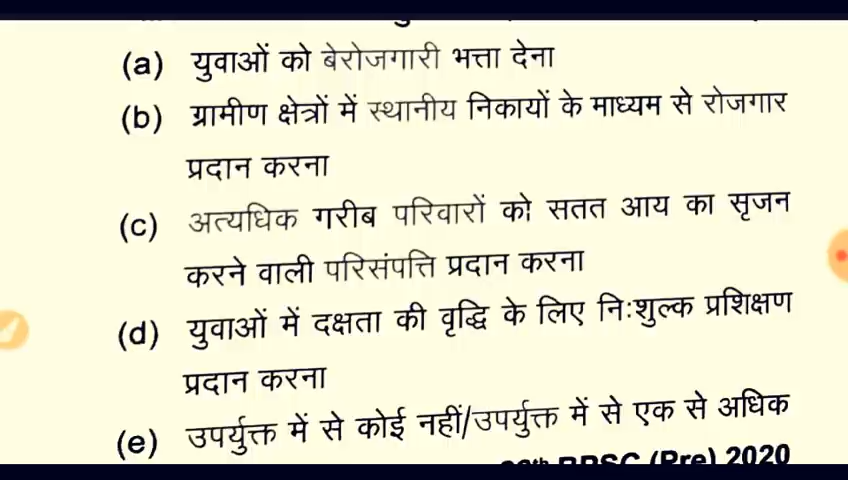 (a) युवाओं को बेरोजगारी भत्ता देना
(b) ग्रामीण क्षेत्रों में स्थानीय निकायों के माध्यम से रोजगार
प्रदान करना
(c) अत्यधिक गरीब परिवारों को सतत आय का सृजन
करने वाली परिसंपत्ति प्रदान करना
(d) युवाओं में दक्षता की वृद्धि के लिए निःशुल्क प्रशिक्षण
प्रदान करना
(e) उपर्युक्त में से कोई नहीं/उपर्युक्त में से एक से अधिक
(Pre) 2020